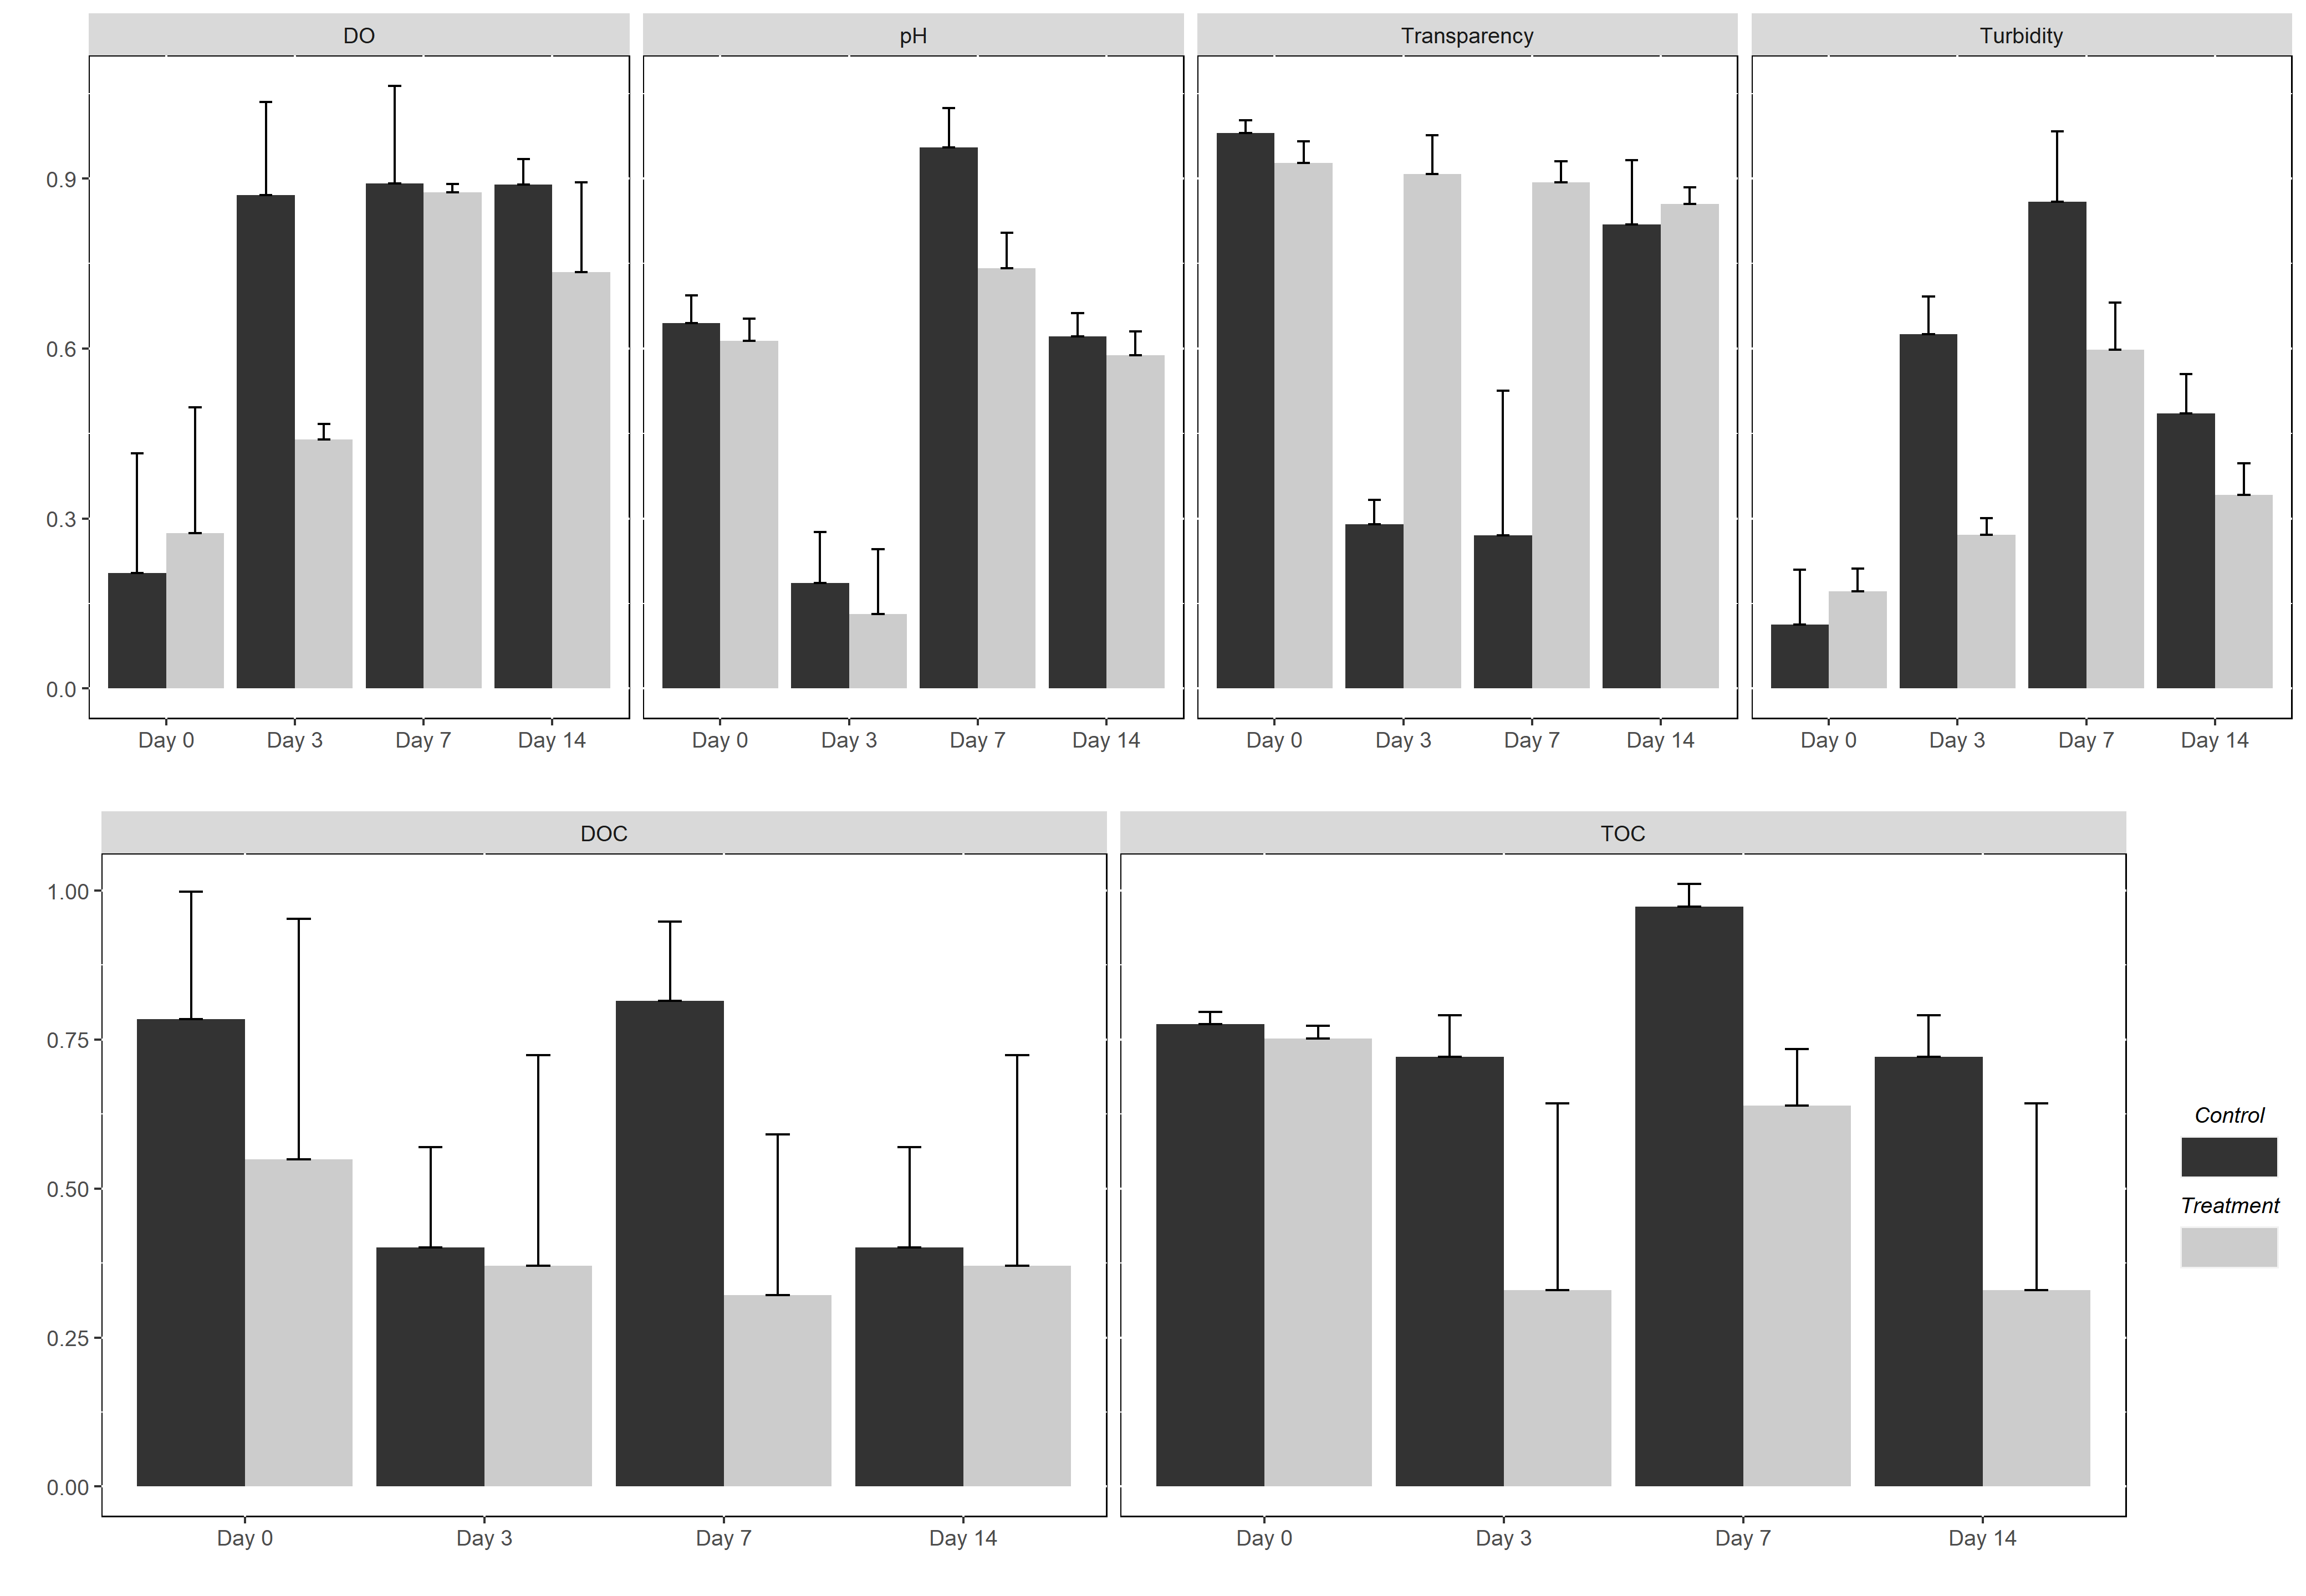 DO pH Transparency Turbidity
0.9
0.6
0.3
0.0
Day 0 Day 3 Day 7 Day 14 Day 0 Day 3 Day 7 Day 14 Day 0 Day 3 Day 7 Day 14 Day 0 Day 3 Day 7 Day 14
DOC TOC
1.00
0.75
0.50
0.25
0.00
Day 0 Day 3 Day 7 Day 14 Day 0 Day 3 Day 7 Day 14
Control
Treatment